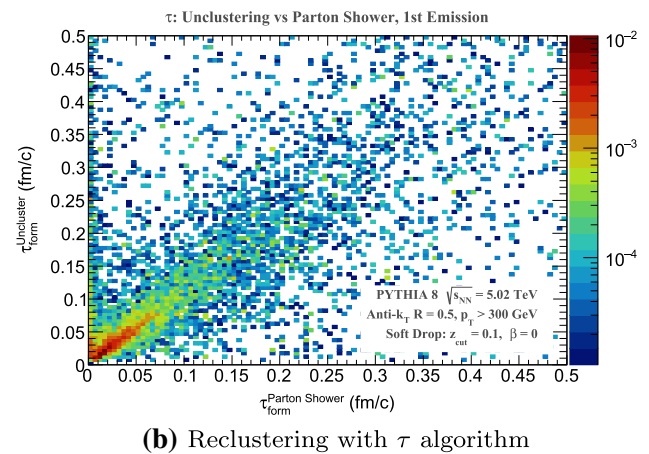 τ: Unclustering vs Parton Shower, 1st Emission
0.5
0.45
0.4
0.35
0.3
0.25
0.2
0.15
0.1
0.05
0
τ_form^Uncluster (fm/c)
10^−2
10^−3
10^−4
PYTHIA 8 √s_NN = 5.02 TeV
Anti-k_T R = 0.5, p_T > 300 GeV
Soft Drop: z_cut = 0.1, β = 0
0 0.05 0.1 0.15 0.2 0.25 0.3 0.35 0.4 0.45 0.5
τ_form^Parton Shower (fm/c)
(b) Reclustering with τ algorithm